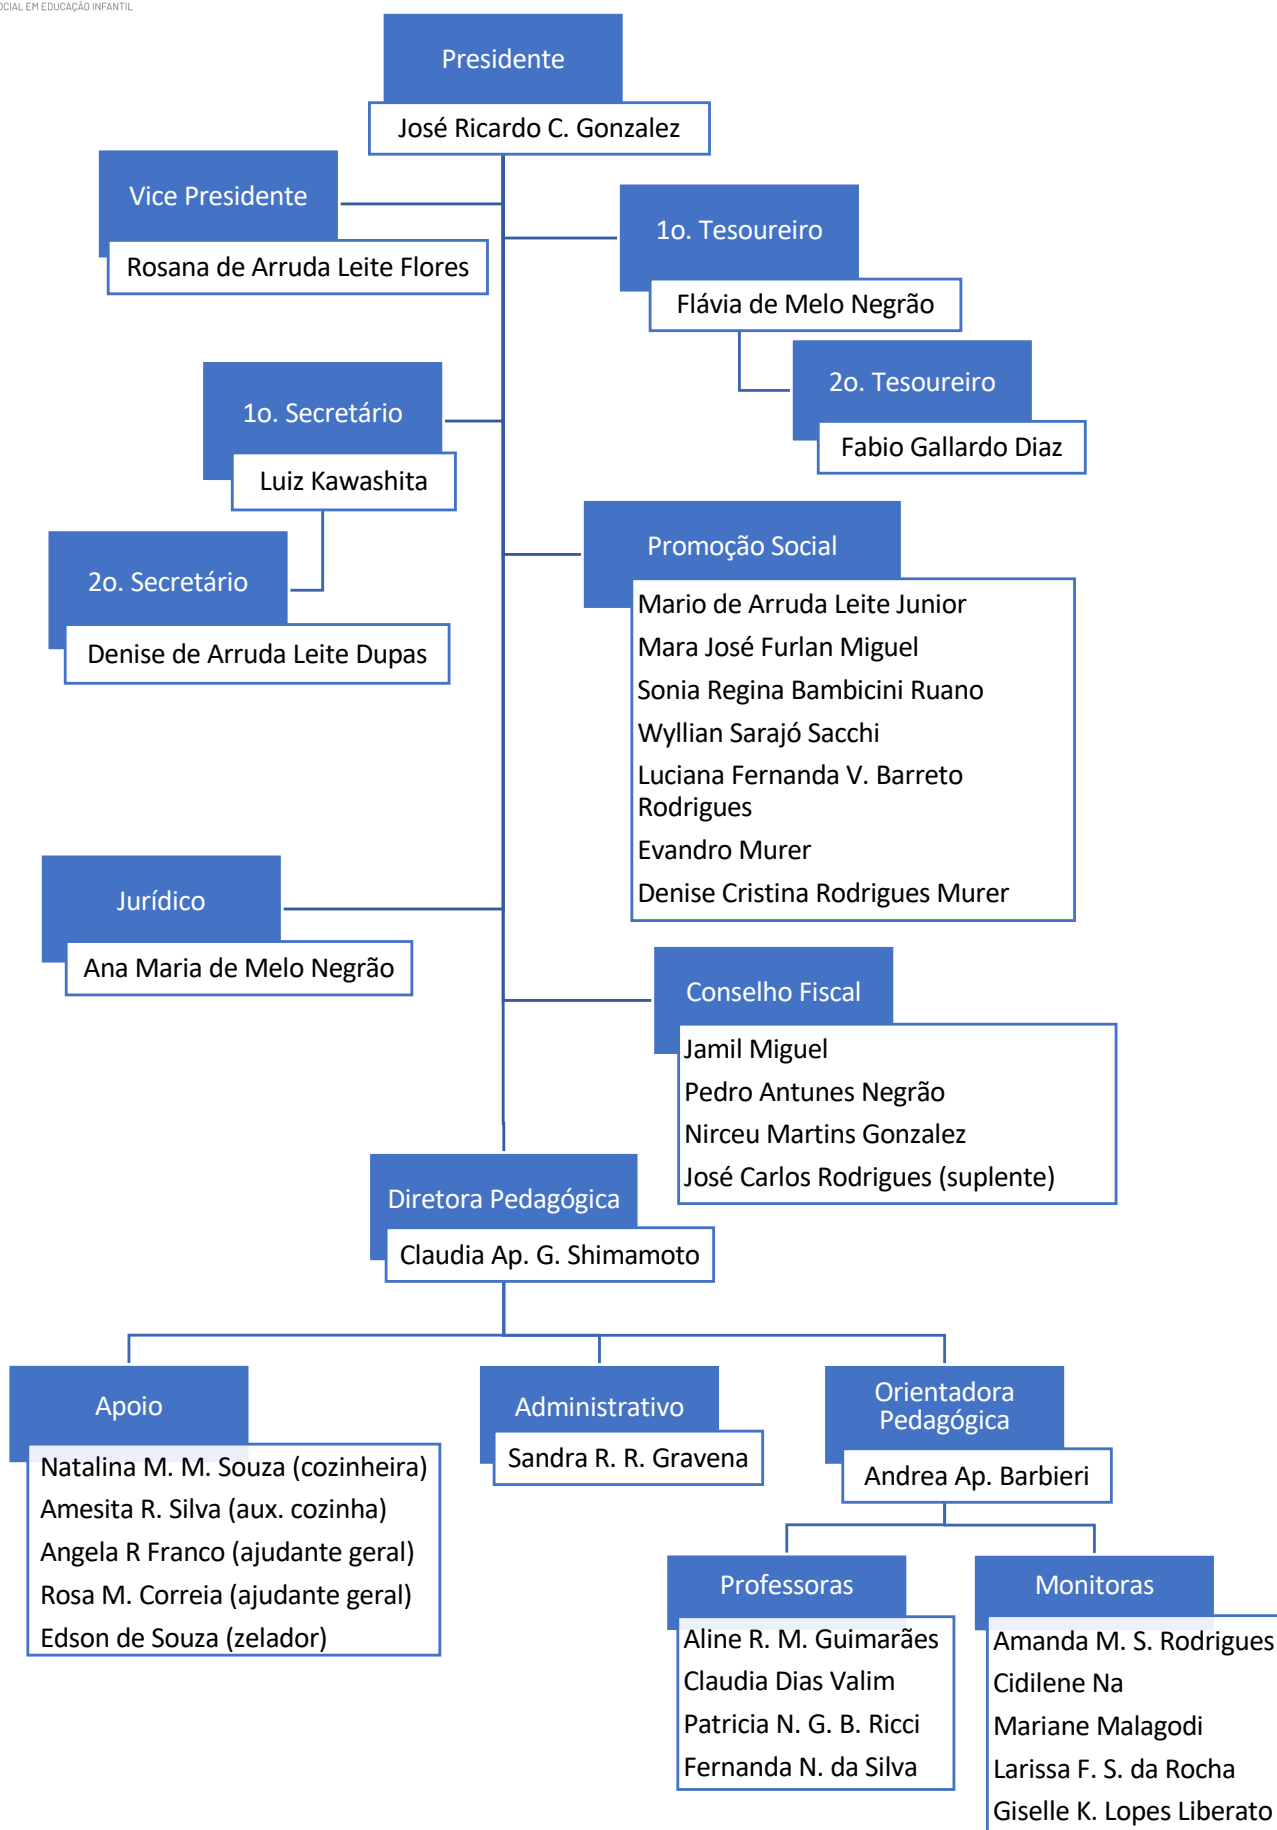 OCIAL EM EDUCAÇÃO INFANTIL
Presidente
José Ricardo C. Gonzalez
Vice Presidente
Rosana de Arruda Leite Flores
1o. Tesoureiro
Flávia de Melo Negrão
2o. Tesoureiro
Fabio Gallardo Diaz
1o. Secretário
Luiz Kawashita
2o. Secretário
Denise de Arruda Leite Dupas
Promoção Social
Mario de Arruda Leite Junior
Mara José Furlan Miguel
Sonia Regina Bambicini Ruano
Wyllian Sarajó Sacchi
Luciana Fernanda V. Barreto
Rodrigues
Evandro Murer
Denise Cristina Rodrigues Murer
Jurídico
Ana Maria de Melo Negrão
Conselho Fiscal
Jamil Miguel
Pedro Antunes Negrão
Nirceu Martins Gonzalez
José Carlos Rodrigues (suplente)
Diretora Pedagógica
Claudia Ap. G. Shimamoto
Apoio
Natalina M. M. Souza (cozinheira)
Amesita R. Silva (aux. cozinha)
Angela R Franco (ajudante geral)
Rosa M. Correia (ajudante geral)
Edson de Souza (zelador)
Administrativo
Sandra R. R. Gravena
Orientadora
Pedagógica
Andrea Ap. Barbieri
Professoras
Aline R. M. Guimarães
Claudia Dias Valim
Patricia N. G. B. Ricci
Fernanda N. da Silva
Monitoras
Amanda M. S. Rodrigues
Cidilene Na
Mariane Malagodi
Larissa F. S. da Rocha
Giselle K. Lopes Liberato